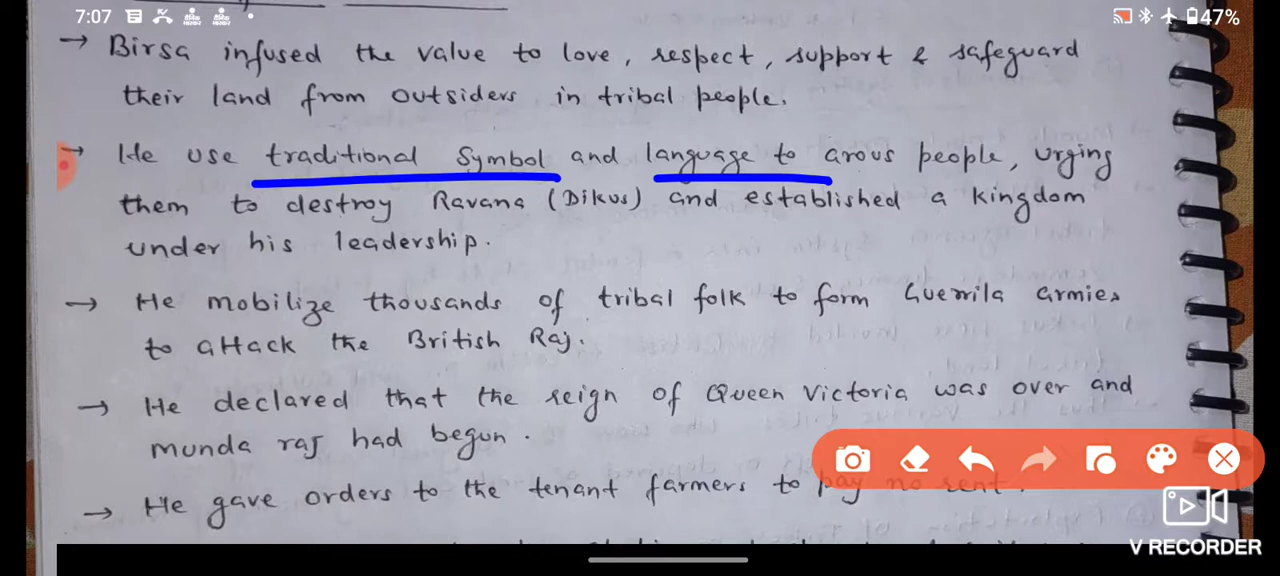 7:07
47%
→ Birsa infused the value to love, respect, support & safeguard
their land from outsiders in tribal people.
→ He use traditional symbol and language to arous people, urging
them to destroy Ravana (Dikus) and established a kingdom
under his leadership.
→ He mobilize thousands of tribal folk to form Guerrila armies
to attack the British Raj.
→ He declared that the reign of Queen Victoria was over and
munda raj had begun.
→ He gave orders to the tenant farmers to pay no rent.
V RECORDER